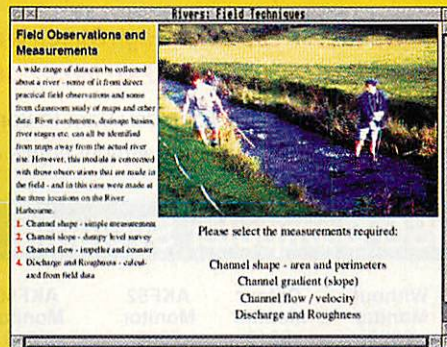 Rivers: Field Techniques
Field Observations and
Measurements
A wide range of data can be collected
about a river - some of it from direct
practical field observations and some
from classroom study of maps and other
data. River catchments, drainage basins,
river stages etc. can all be identified
from maps away from the actual river
site. However, this module is concerned
with those observations that are made in
the field - and in this case were made at
the three locations on the River
Harbourne.
1. Channel shape - simple measurement
2. Channel slope - dumpy level survey
3. Channel flow - impeller and counter
4. Discharge and Roughness - calcul-
ated from field data
Please select the measurements required:
Channel shape - area and perimeters
Channel gradient (slope)
Channel flow / velocity
Discharge and Roughness